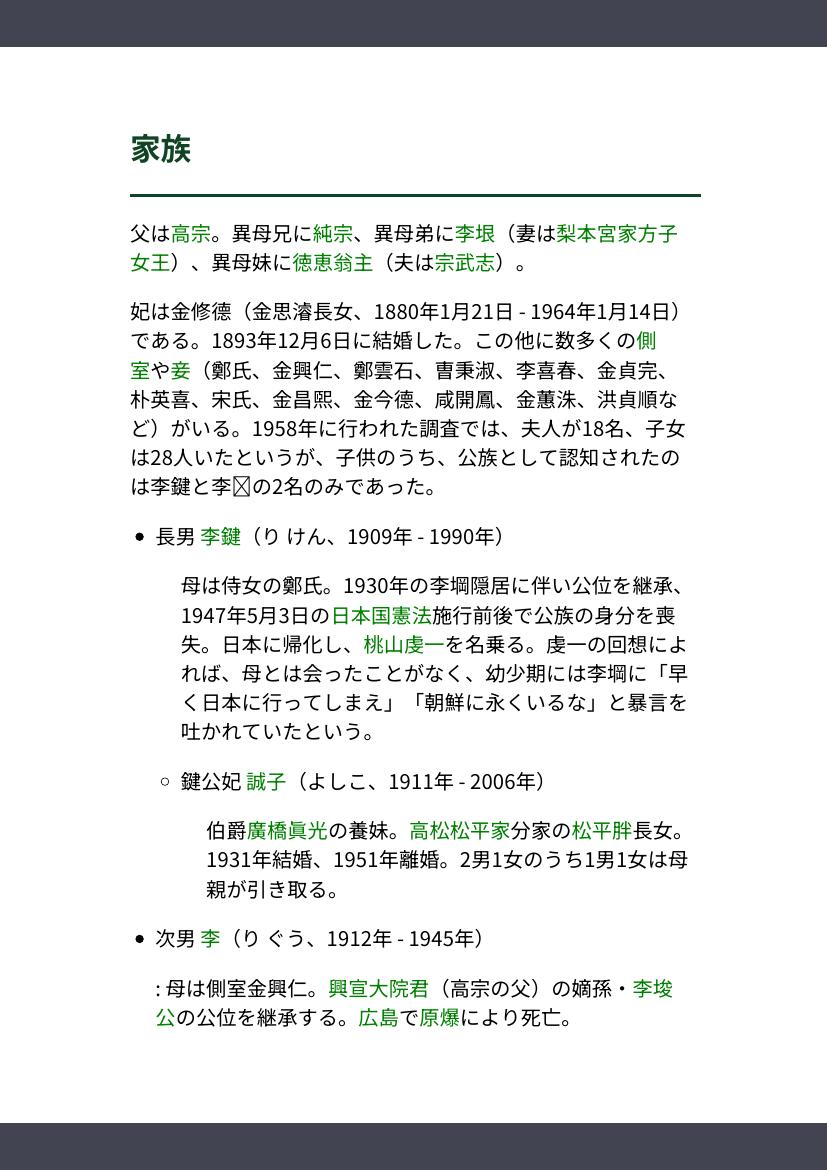 家族
父は高宗。異母兄に純宗、異母弟に李垠（妻は梨本宮家方子
女王）、異母妹に徳恵翁主（夫は宗武志）。
妃は金修徳（金思濬長女、1880年1月21日 - 1964年1月14日）
である。1893年12月6日に結婚した。この他に数多くの側
室や妾（鄭氏、金興仁、鄭雲石、曺秉淑、李喜春、金貞完、
朴英喜、宋氏、金昌熙、金今德、咸開鳳、金蕙洙、洪貞順な
ど）がいる。1958年に行われた調査では、夫人が18名、子女
は28人いたというが、子供のうち、公族として認知されたの
は李鍵と李の2名のみであった。
• 長男 李鍵（り けん、1909年 - 1990年）
母は侍女の鄭氏。1930年の李堈隠居に伴い公位を継承、
1947年5月3日の日本国憲法施行前後で公族の身分を喪
失。日本に帰化し、桃山虔一を名乗る。虔一の回想によ
れば、母とは会ったことがなく、幼少期には李堈に「早
く日本に行ってしまえ」「朝鮮に永くいるな」と暴言を
吐かれていたという。
◦ 鍵公妃 誠子（よしこ、1911年 - 2006年）
伯爵廣橋眞光の養妹。高松松平家分家の松平胖長女。
1931年結婚、1951年離婚。2男1女のうち1男1女は母
親が引き取る。
• 次男 李（り ぐう、1912年 - 1945年）
: 母は側室金興仁。興宣大院君（高宗の父）の嫡孫・李埈
公の公位を継承する。広島で原爆により死亡。